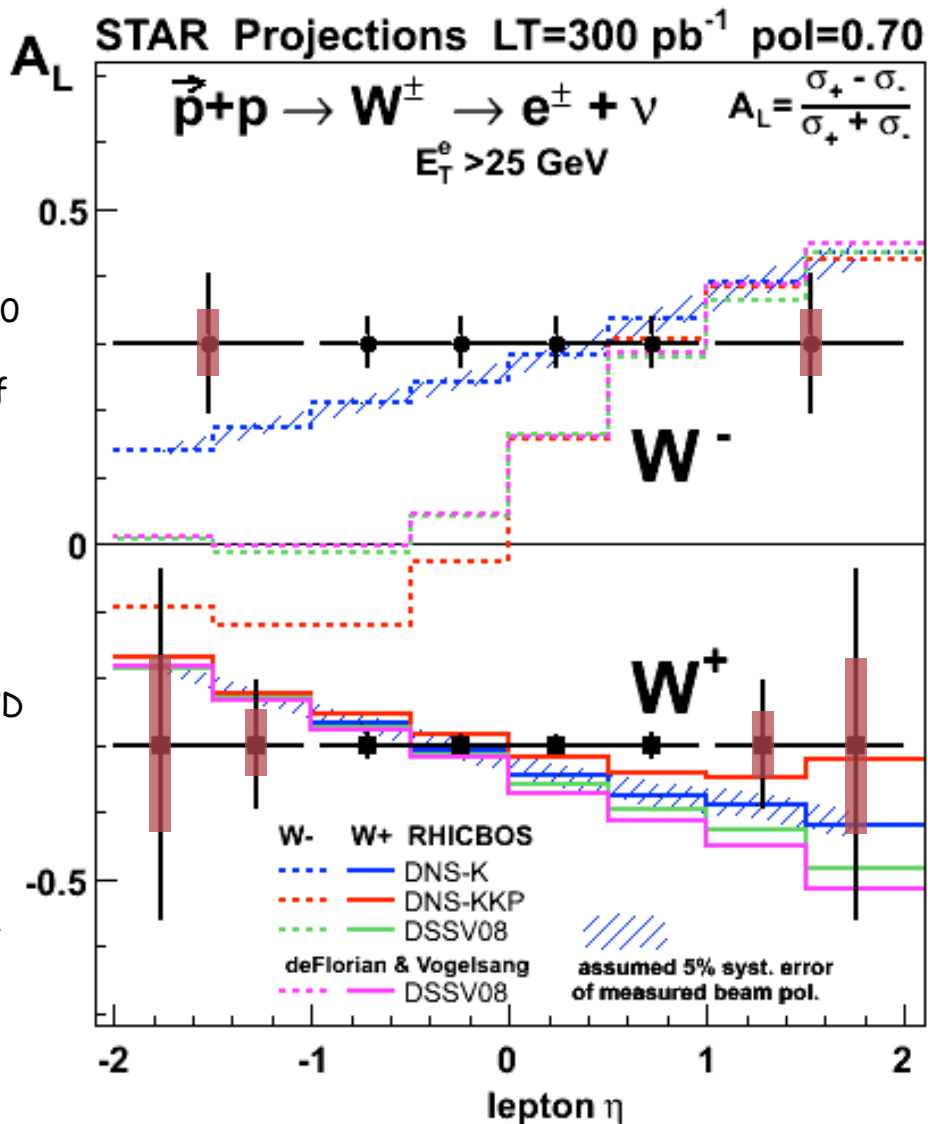 STAR Projections LT=300 pb⁻¹ pol=0.70
A_L
p⃗+p → W± → e± + ν
A_L = (σ₊ - σ₋) / (σ₊ + σ₋)
E_T^e >25 GeV
0.5
0
-0.5
W⁻
W⁺
W- W+ RHICBOS
DNS-K
DNS-KKP
DSSV08
deFlorian & Vogelsang
DSSV08
assumed 5% syst. error
of measured beam pol.
-2 -1 0 1 2
lepton η